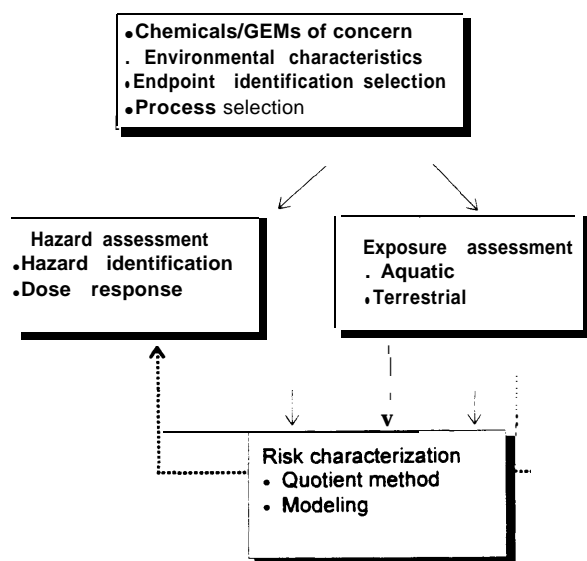 •Chemicals/GEMs of concern
. Environmental characteristics
•Endpoint identification selection
•Process selection
Hazard assessment
•Hazard identification
•Dose response
Exposure assessment
. Aquatic
•Terrestrial
v
Risk characterization
• Quotient method
• Modeling